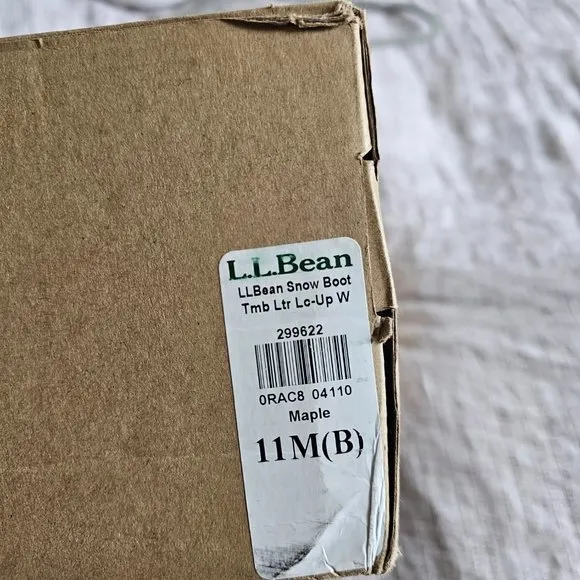 L.L.Bean
LLBean Snow Boot
Tmb Ltr Lc-Up W
299622
0RAC8 04110
Maple
11M(B)